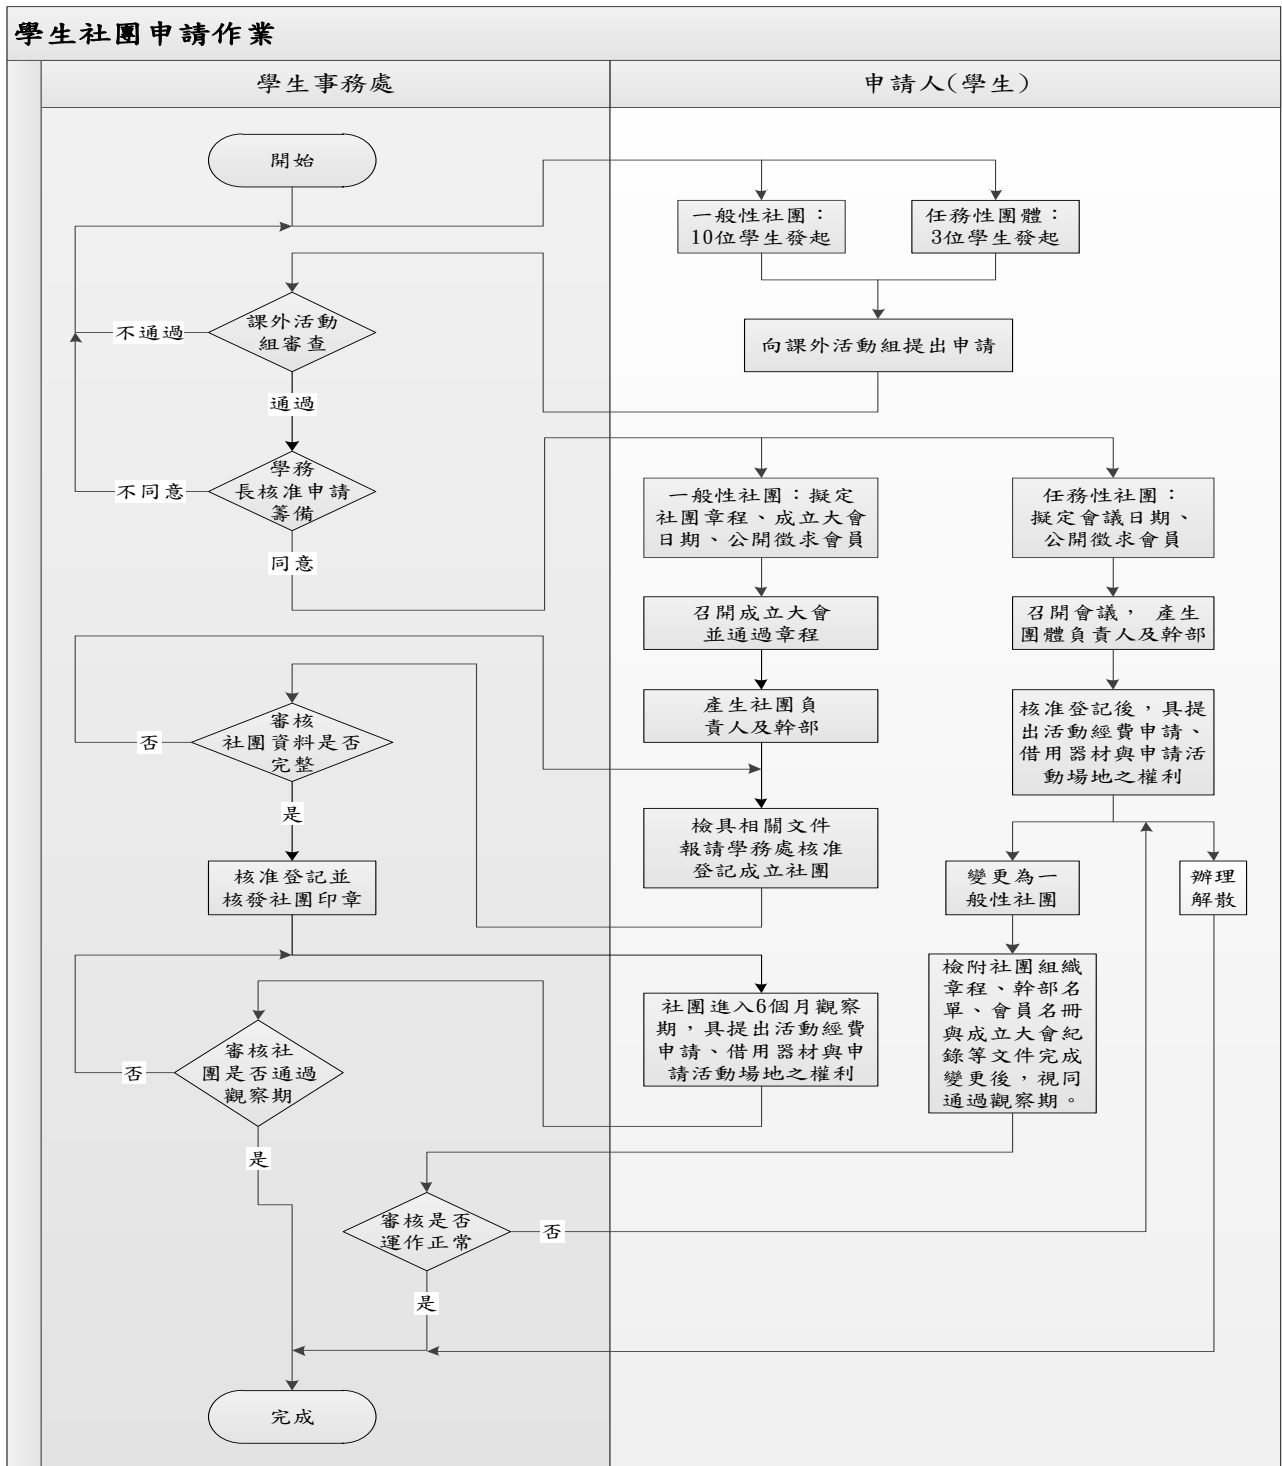 學生社團申請作業
學生事務處
申請人(學生)
開始
一般性社團：
10位學生發起
任務性團體：
3位學生發起
課外活動
組審查
不通過
向課外活動組提出申請
通過
學務
長核准申請
籌備
不同意
同意
一般性社團：擬定
社團章程、成立大會
日期、公開徵求會員
任務性社團：
擬定會議日期、
公開徵求會員
召開成立大會
並通過章程
召開會議， 產生
團體負責人及幹部
產生社團負
責人及幹部
核准登記後，具提
出活動經費申請、
借用器材與申請活
動場地之權利
審核
社團資料是否
完整
否
是
檢具相關文件
報請學務處核准
登記成立社團
核准登記並
核發社團印章
變更為一
般性社團
辦理
解散
社團進入6個月觀察
期，具提出活動經費
申請、借用器材與申
請活動場地之權利
檢附社團組織
章程、幹部名
單、會員名冊
與成立大會紀
錄等文件完成
變更後，視同
通過觀察期。
審核社
團是否通過
觀察期
否
是
審核是否
運作正常
否
是
完成